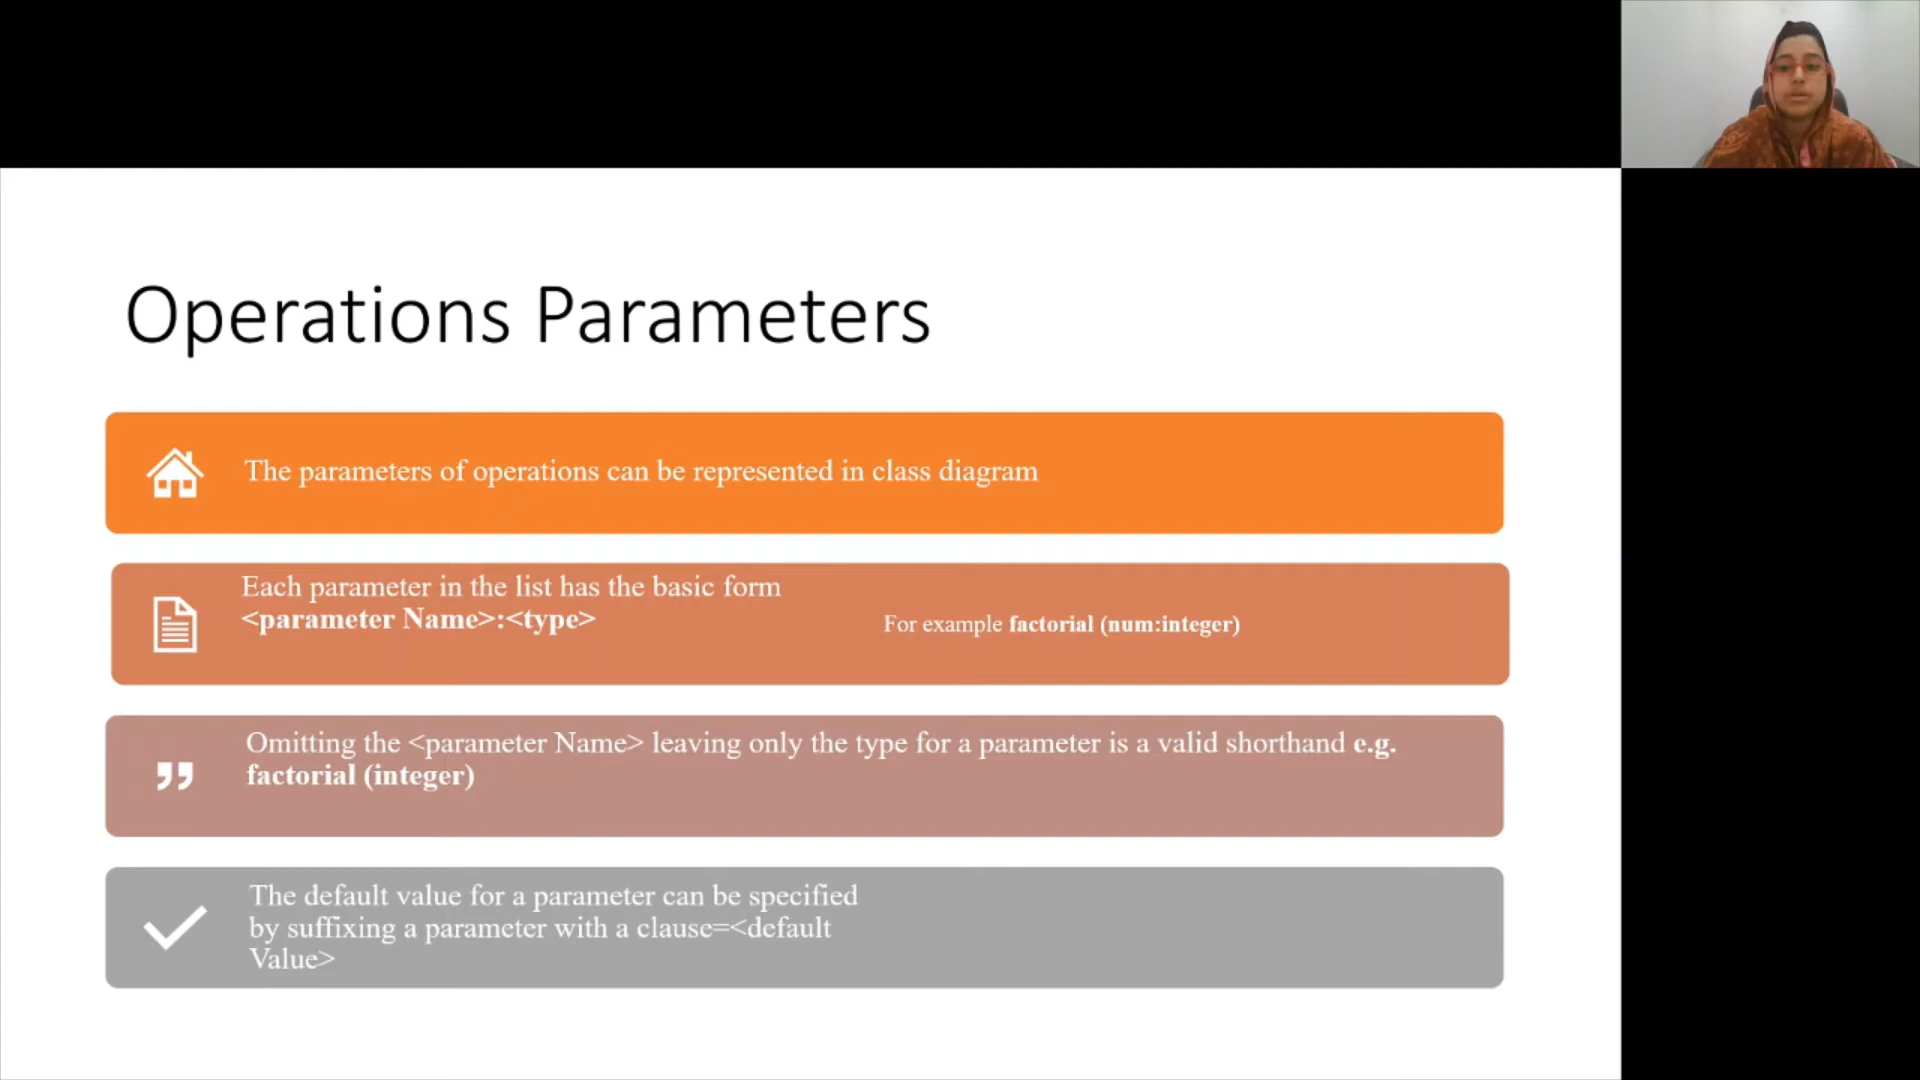 Operations Parameters
The parameters of operations can be represented in class diagram
Each parameter in the list has the basic form
<parameter Name>:<type>
For example factorial (num:integer)
Omitting the <parameter Name> leaving only the type for a parameter is a valid shorthand e.g.
factorial (integer)
The default value for a parameter can be specified
by suffixing a parameter with a clause=<default
Value>